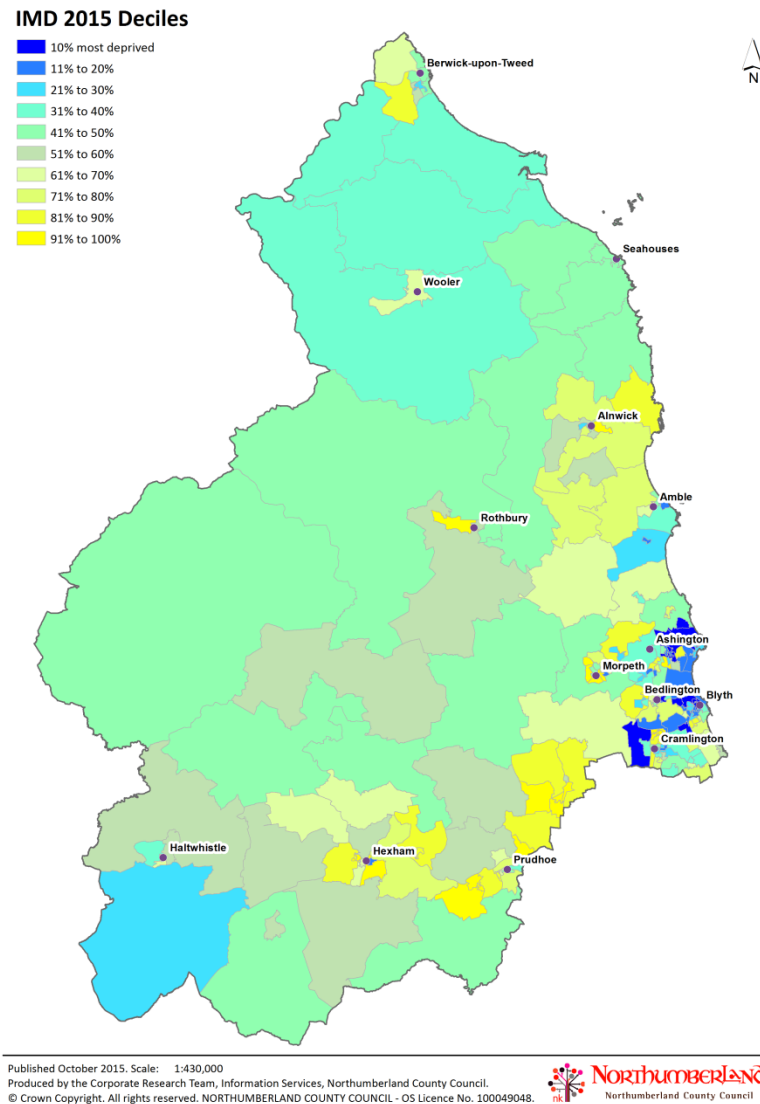 IMD 2015 Deciles
10% most deprived
11% to 20%
21% to 30%
31% to 40%
41% to 50%
51% to 60%
61% to 70%
71% to 80%
81% to 90%
91% to 100%
N
Berwick-upon-Tweed
Seahouses
Wooler
Alnwick
Amble
Rothbury
Ashington
Morpeth
Bedlington
Blyth
Cramlington
Haltwhistle
Hexham
Prudhoe
Published October 2015. Scale: 1:430,000
Produced by the Corporate Research Team, Information Services, Northumberland County Council.
© Crown Copyright. All rights reserved. NORTHUMBERLAND COUNTY COUNCIL - OS Licence No. 100049048.
NORTHUMBERLAND
Northumberland County Council